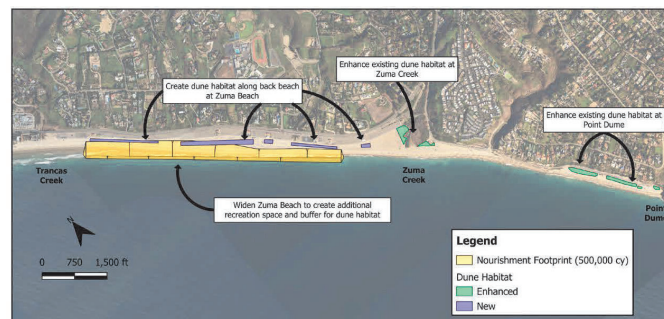 Enhance existing dune habitat at
Zuma Creek
Create dune habitat along back beach
at Zuma Beach
Enhance existing dune habitat at
Point Dume
Trancas
Creek
Zuma
Creek
Point
Dume
Widen Zuma Beach to create additional
recreation space and buffer for dune habitat
N
0 750 1,500 ft
Legend
Nourishment Footprint (500,000 cy)
Dune Habitat
Enhanced
New